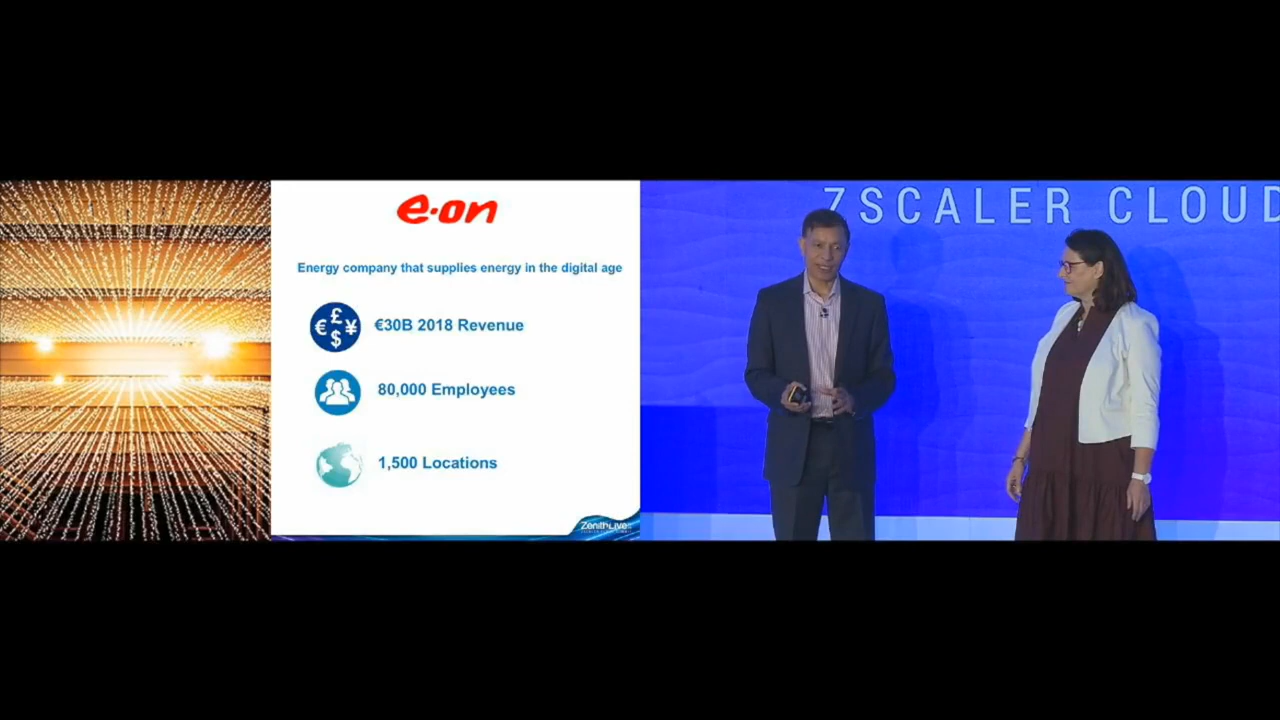 e·on
Energy company that supplies energy in the digital age
€ £ ¥ $
€30B 2018 Revenue
80,000 Employees
1,500 Locations
ZenithLive
ZSCALER CLOUD